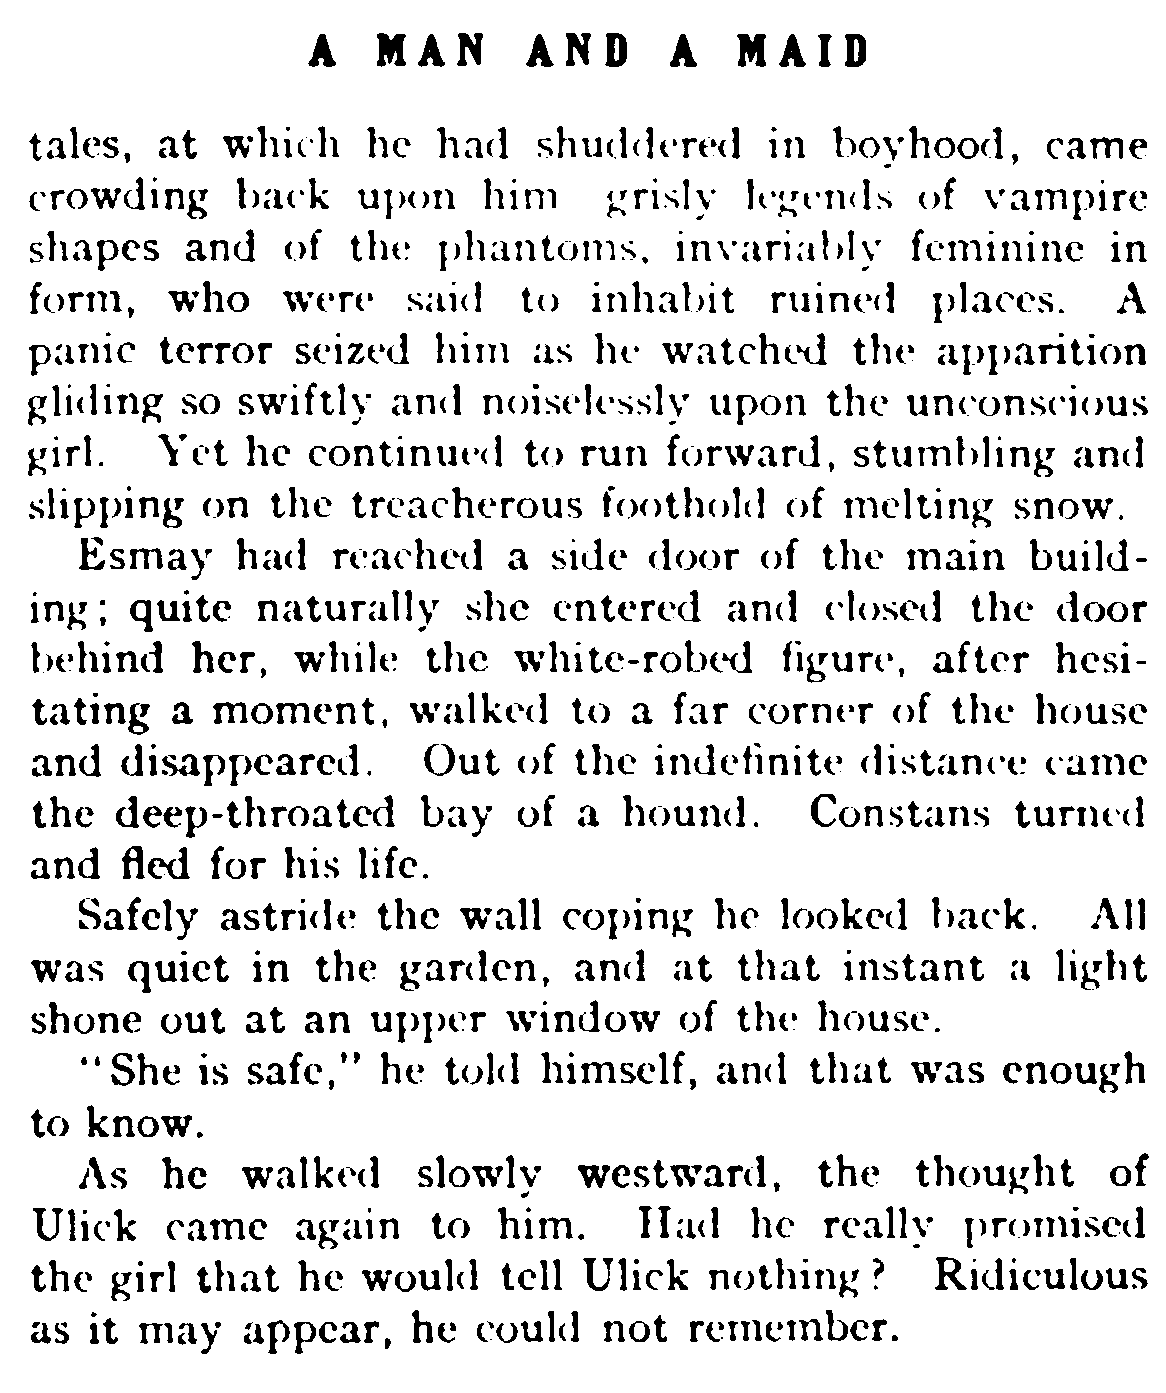 A MAN AND A MAID
tales, at which he had shuddered in boyhood, came
crowding back upon him grisly legends of vampire
shapes and of the phantoms, invariably feminine in
form, who were said to inhabit ruined places. A
panic terror seized him as he watched the apparition
gliding so swiftly and noiselessly upon the unconscious
girl. Yet he continued to run forward, stumbling and
slipping on the treacherous foothold of melting snow.
Esmay had reached a side door of the main build-
ing; quite naturally she entered and closed the door
behind her, while the white-robed figure, after hesi-
tating a moment, walked to a far corner of the house
and disappeared. Out of the indefinite distance came
the deep-throated bay of a hound. Constans turned
and fled for his life.
Safely astride the wall coping he looked back. All
was quiet in the garden, and at that instant a light
shone out at an upper window of the house.
"She is safe," he told himself, and that was enough
to know.
As he walked slowly westward, the thought of
Ulick came again to him. Had he really promised
the girl that he would tell Ulick nothing? Ridiculous
as it may appear, he could not remember.